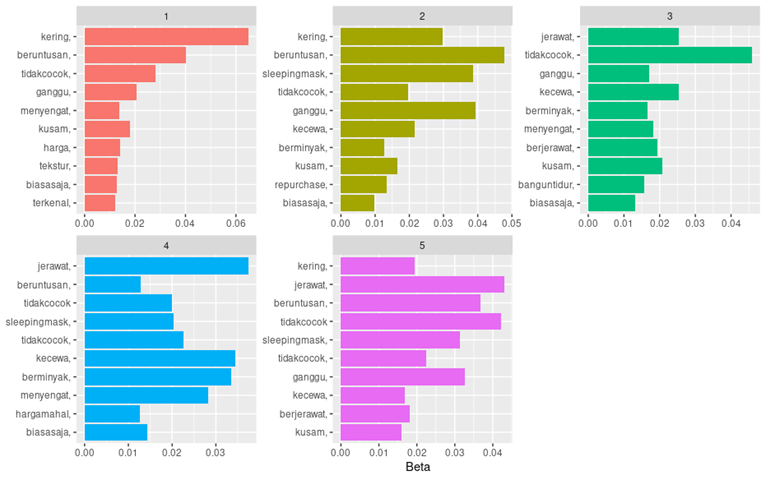 1
kering,
beruntusan,
tidakcocok,
ganggu,
menyengat,
kusam,
harga,
tekstur,
biasasaja,
terkenal,
0.00 0.02 0.04 0.06
2
kering,
beruntusan,
sleepingmask,
tidakcocok,
ganggu,
kecewa,
berminyak,
kusam,
repurchase,
biasasaja,
0.00 0.01 0.02 0.03 0.04 0.05
3
jerawat,
tidakcocok,
ganggu,
kecewa,
berminyak,
menyengat,
berjerawat,
kusam,
banguntidur,
biasasaja,
0.00 0.01 0.02 0.03 0.04
4
jerawat,
beruntusan,
tidakcocok
sleepingmask,
tidakcocok,
kecewa,
berminyak,
menyengat,
hargamahal,
biasasaja,
0.00 0.01 0.02 0.03
5
kering,
jerawat,
beruntusan,
tidakcocok
sleepingmask,
tidakcocok,
ganggu,
kecewa,
berjerawat,
kusam,
0.00 0.01 0.02 0.03 0.04
Beta